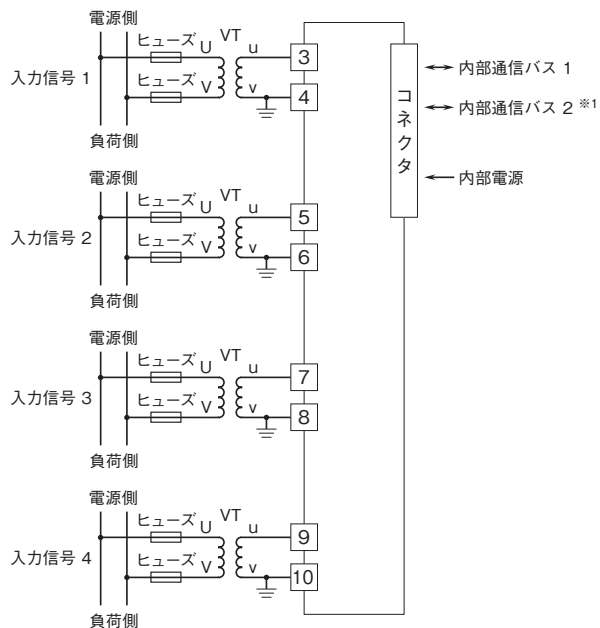 電源側
ヒューズ U VT u 3
入力信号 1
ヒューズ V v 4
負荷側
電源側
ヒューズ U VT u 5
入力信号 2
ヒューズ V v 6
負荷側
電源側
ヒューズ U VT u 7
入力信号 3
ヒューズ V v 8
負荷側
電源側
ヒューズ U VT u 9
入力信号 4
ヒューズ V v 10
負荷側
コネクタ
内部通信バス 1
内部通信バス 2 ※1
内部電源